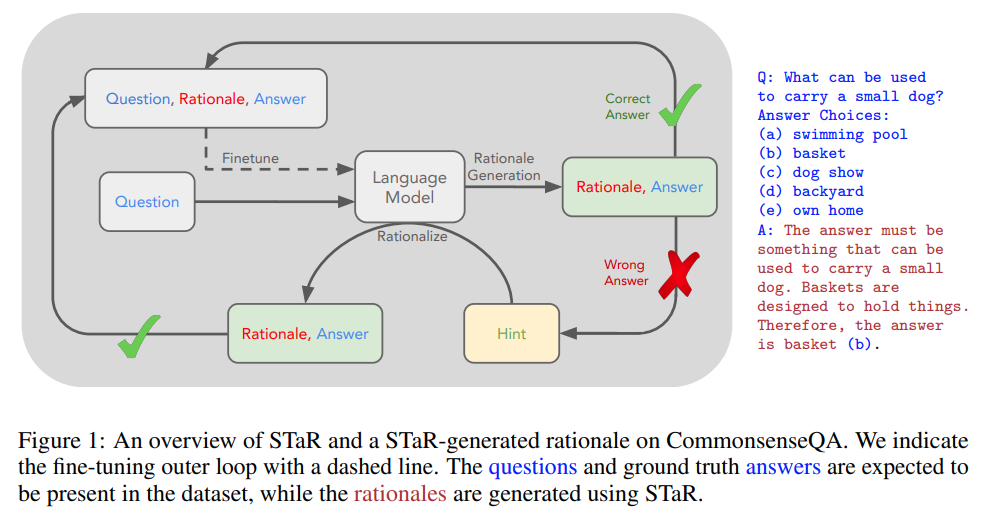 Question, Rationale, Answer
Finetune
Question
Language
Model
Rationale
Generation
Rationale, Answer
Correct
Answer
Wrong
Answer
Rationalize
Rationale, Answer
Hint
Q: What can be used
to carry a small dog?
Answer Choices:
(a) swimming pool
(b) basket
(c) dog show
(d) backyard
(e) own home
A: The answer must be
something that can be
used to carry a small
dog. Baskets are
designed to hold things.
Therefore, the answer
is basket (b).
Figure 1: An overview of STaR and a STaR-generated rationale on CommonsenseQA. We indicate
the fine-tuning outer loop with a dashed line. The questions and ground truth answers are expected to
be present in the dataset, while the rationales are generated using STaR.